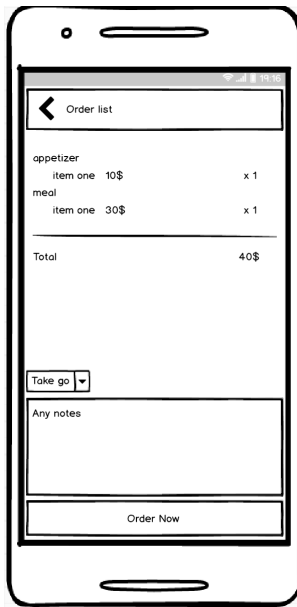 19:16
Order list
appetizer
item one 10$ x 1
meal
item one 30$ x 1
Total 40$
Take go
Any notes
Order Now